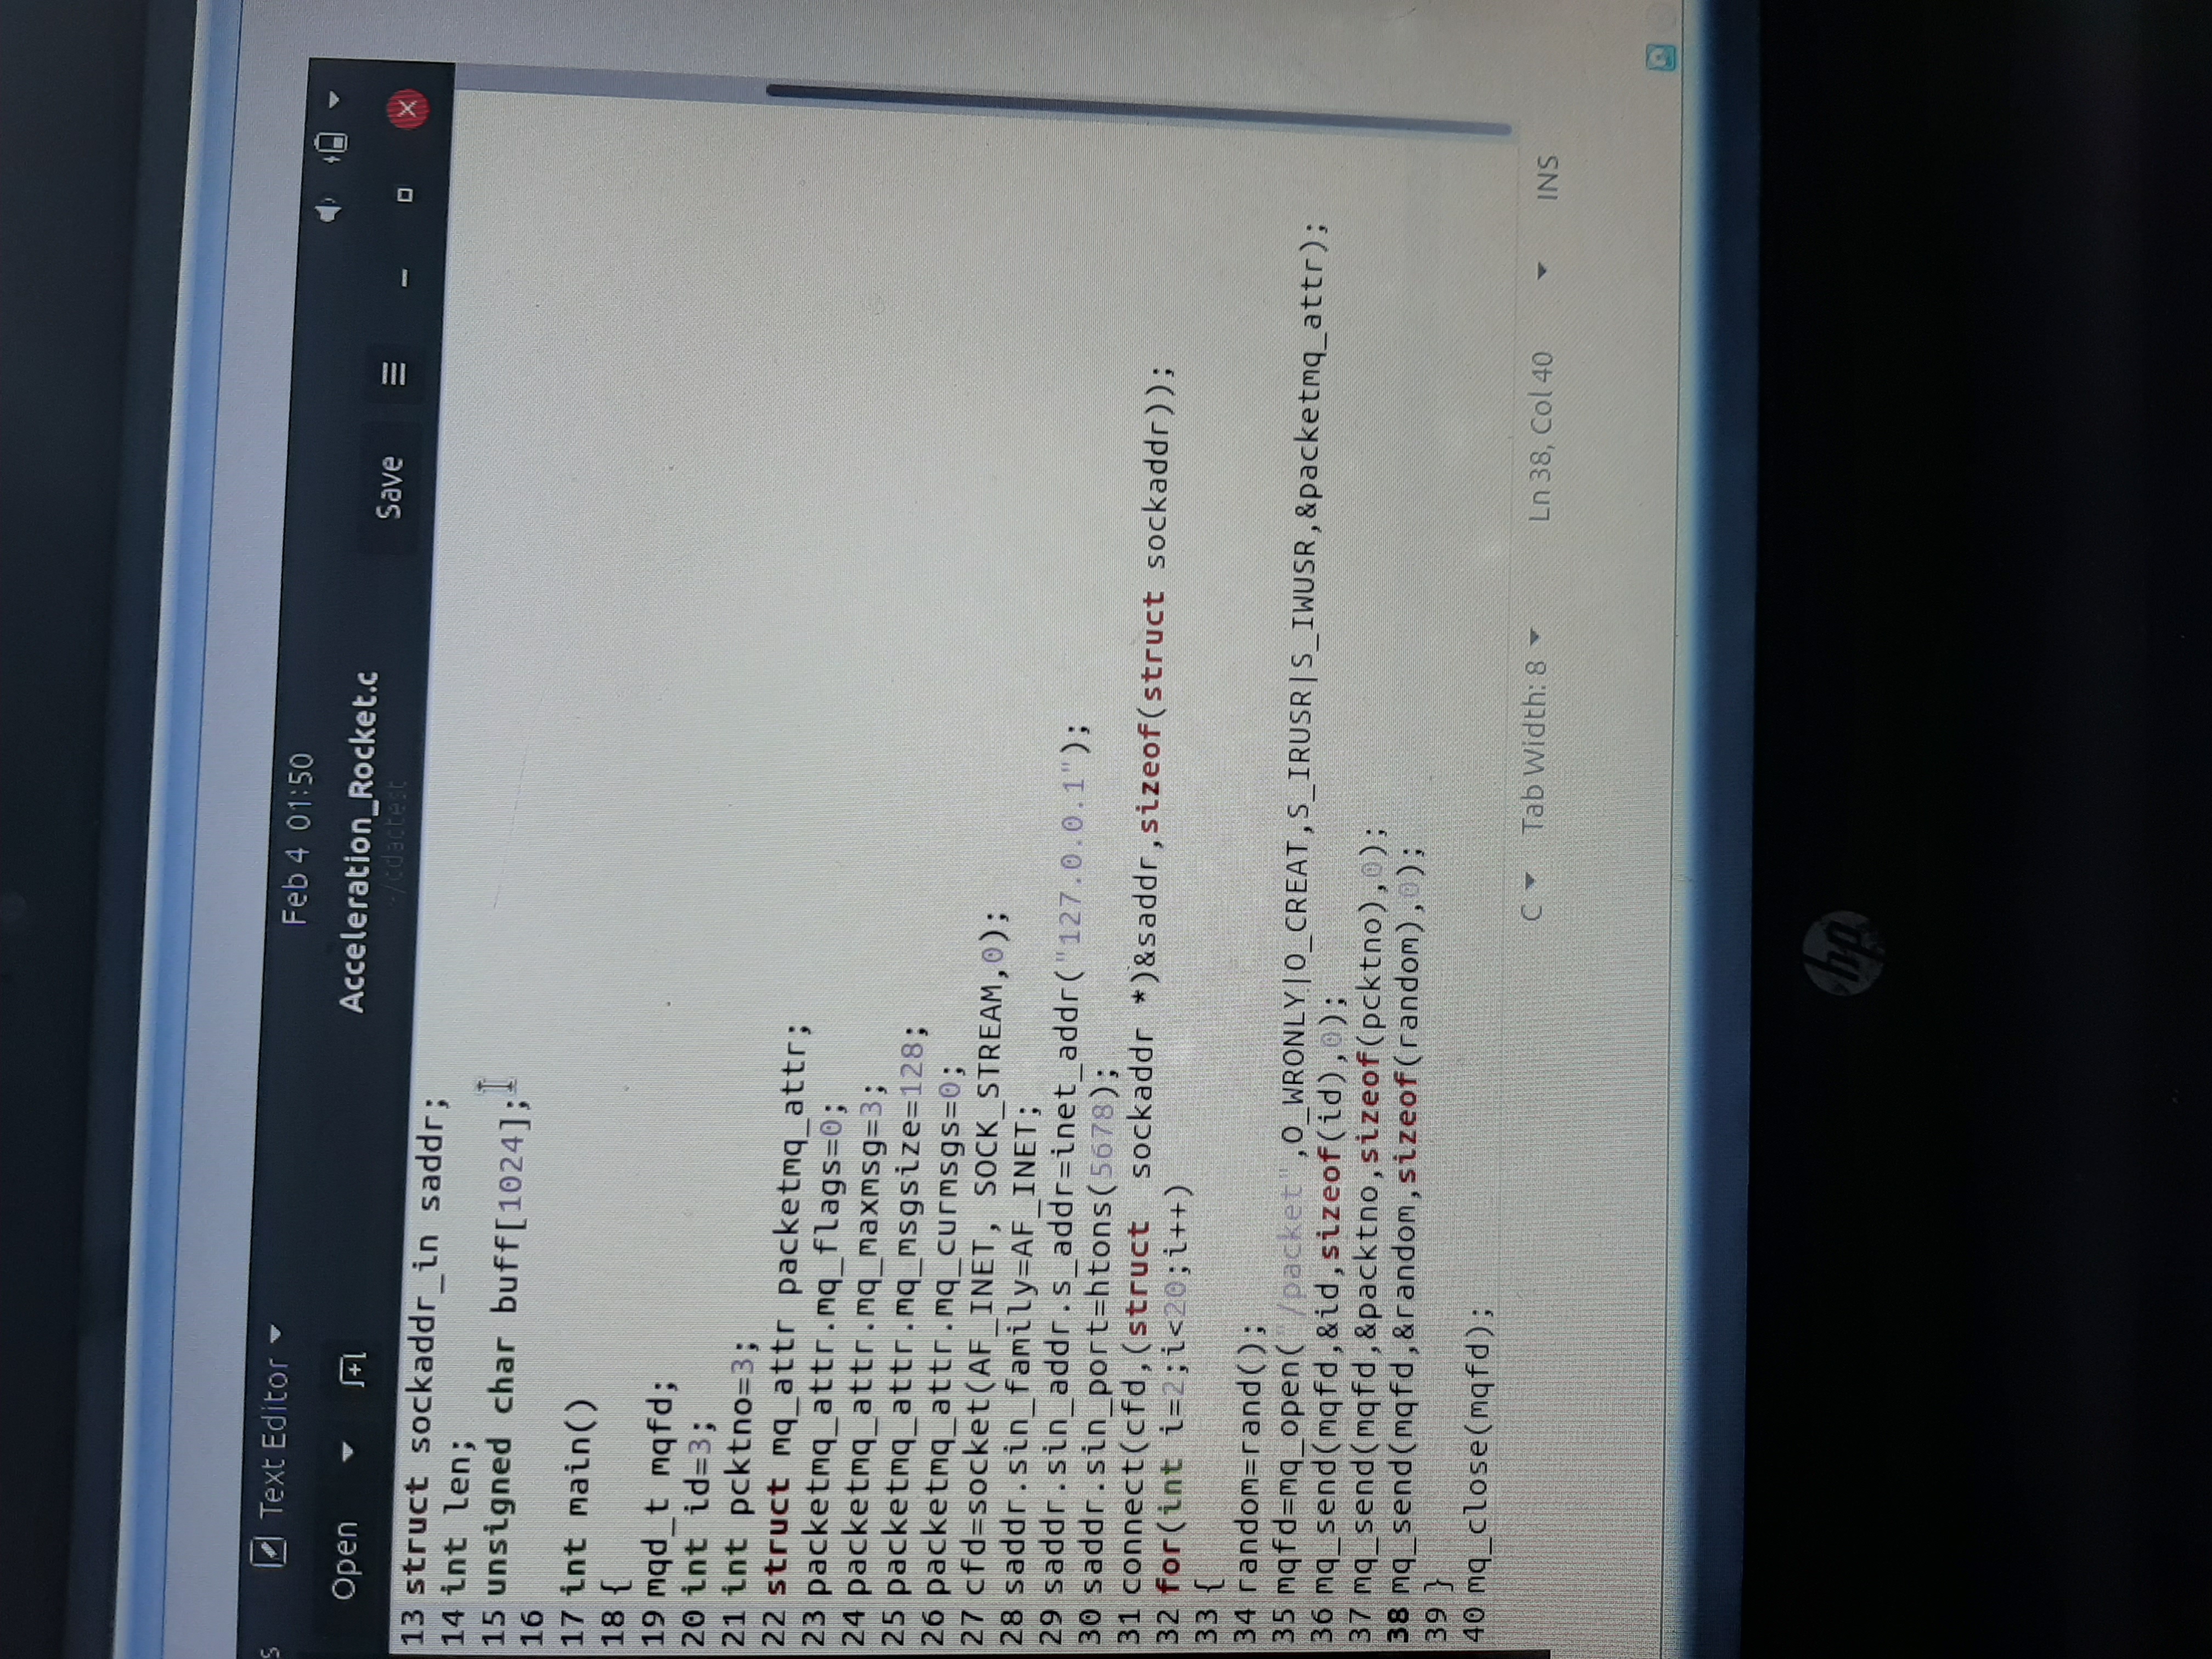 s Text Editor Feb 4 01:50
Open Acceleration_Rocket.c Save
~/cdactest
13 struct sockaddr_in saddr;
14 int len;
15 unsigned char buff[1024];
16
17 int main()
18 {
19 mqd_t mqfd;
20 int id=3;
21 int pcktno=3;
22 struct mq_attr packetmq_attr;
23 packetmq_attr.mq_flags=0;
24 packetmq_attr.mq_maxmsg=3;
25 packetmq_attr.mq_msgsize=128;
26 packetmq_attr.mq_curmsgs=0;
27 cfd=socket(AF_INET, SOCK_STREAM,0);
28 saddr.sin_family=AF_INET;
29 saddr.sin_addr.s_addr=inet_addr("127.0.0.1");
30 saddr.sin_port=htons(5678);
31 connect(cfd,(struct  sockaddr *)&saddr,sizeof(struct sockaddr));
32 for(int i=2;i<20;i++)
33 {
34 random=rand();
35 mqfd=mq_open("/packet",O_WRONLY|O_CREAT,S_IRUSR|S_IWUSR,&packetmq_attr);
36 mq_send(mqfd,&id,sizeof(id),0);
37 mq_send(mqfd,&packtno,sizeof(pcktno),0);
38 mq_send(mqfd,&random,sizeof(random),0);
39 }
40 mq_close(mqfd);
C Tab Width: 8 Ln 38, Col 40 INS
hp